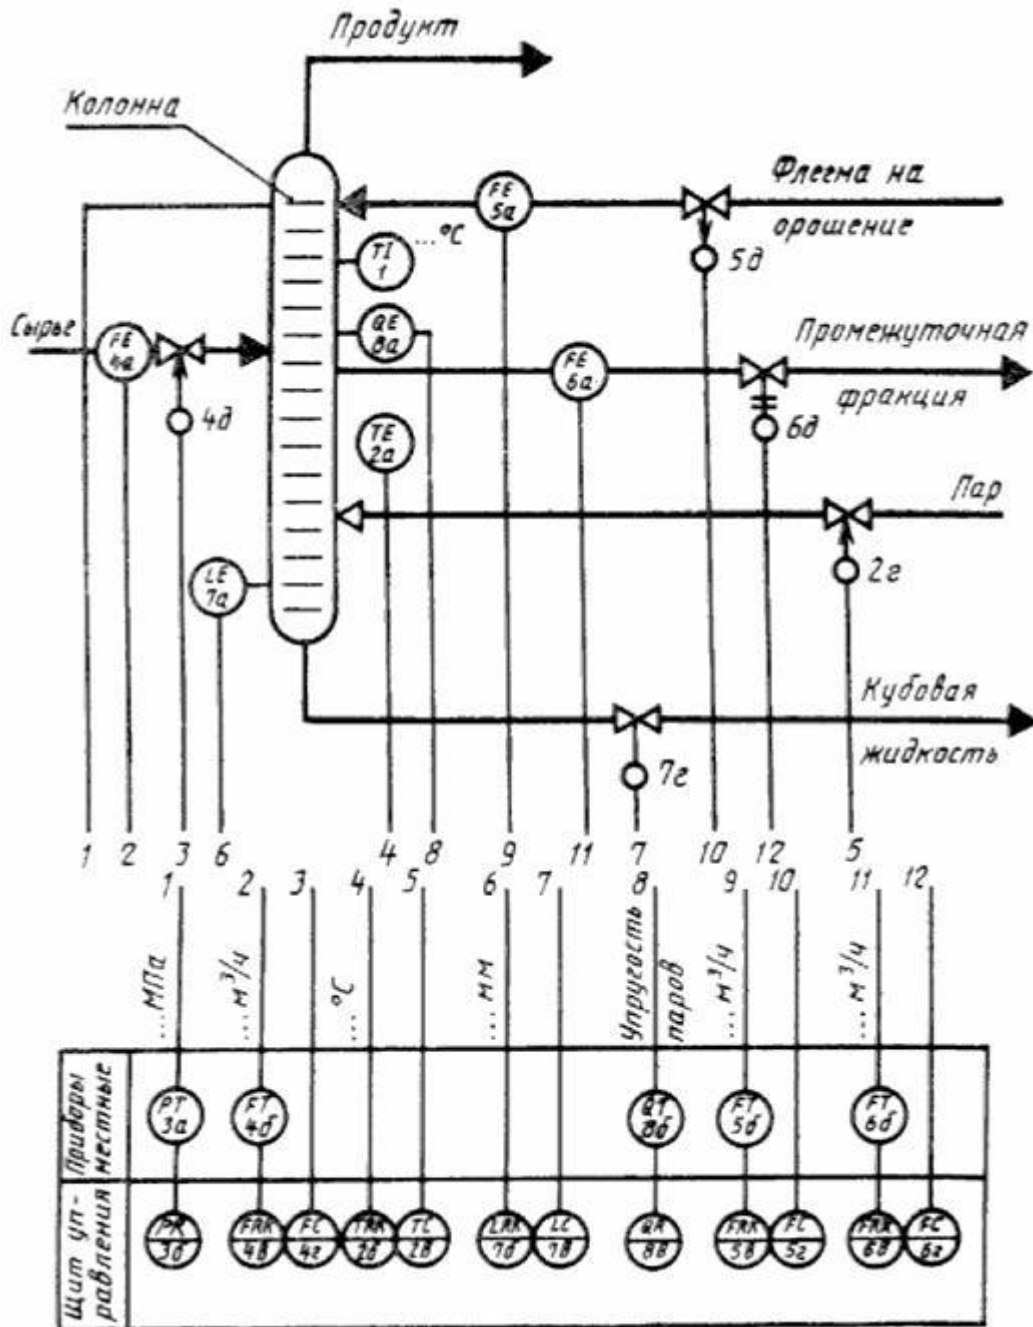 Продукт
Колонна
FE
5а
Флегма на
орошение
5д
...°С
TI
1
Сырье
FE
4а
4д
QE
8а
FE
6а
Промежуточная
фракция
6д
TE
2а
Пар
2г
LE
7а
Кубовая
жидкость
7г
1 2 3 6 4 8 9 11 7 10 12 5
1 2 3 4 5 6 7 8 9 10 11 12
...МПа
...м³/ч
...°С
...мм
Упругость
паров
...м³/ч
...м³/ч
Приборы
местные
PT
3а
FT
4б
QT
8б
FT
5б
FT
6б
Щит уп-
равления
PR
3б
FRK
4в
FC
4г
TRK
2б
TC
2в
LRK
7б
LC
7в
QR
8в
FRK
5в
FC
5г
FRK
6в
FC
6г